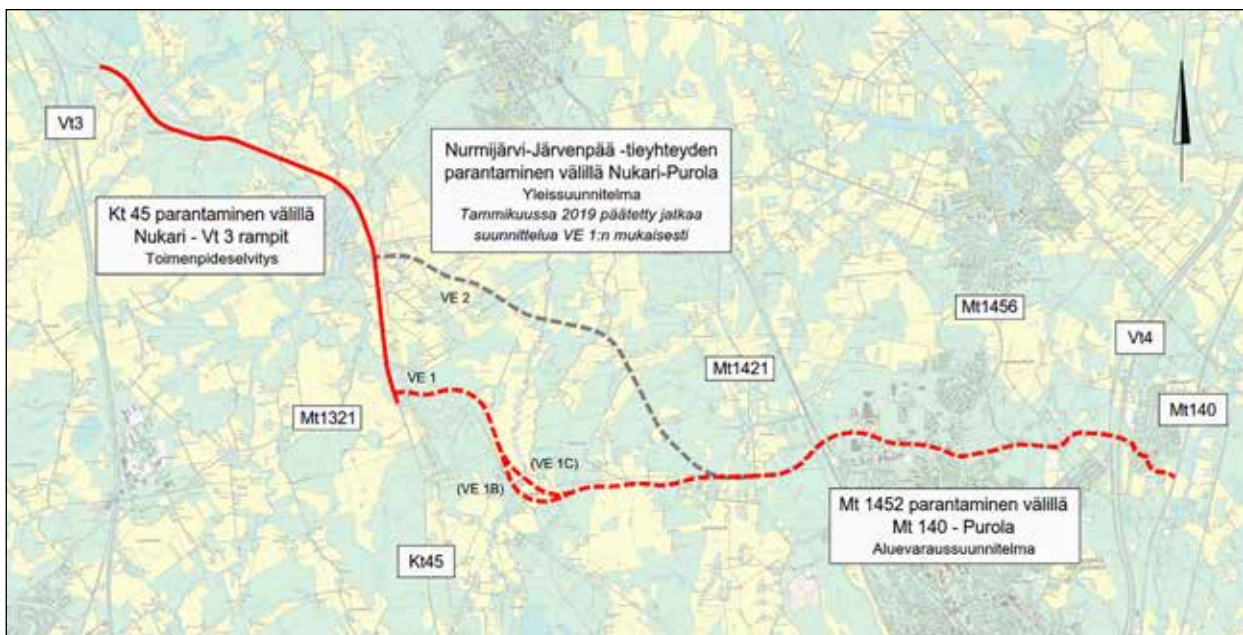 Vt3
Nurmijärvi-Järvenpää -tieyhteyden
parantaminen välillä Nukari-Purola
Yleissuunnitelma
Tammikuussa 2019 päätetty jatkaa
suunnittelua VE 1:n mukaisesti
Kt 45 parantaminen välillä
Nukari - Vt 3 rampit
Toimenpideselvitys
VE 2
Mt1456
Vt4
VE 1
Mt1421
Mt1321
Mt140
(VE 1C)
(VE 1B)
Mt 1452 parantaminen välillä
Mt 140 - Purola
Aluevaraussuunnitelma
Kt45